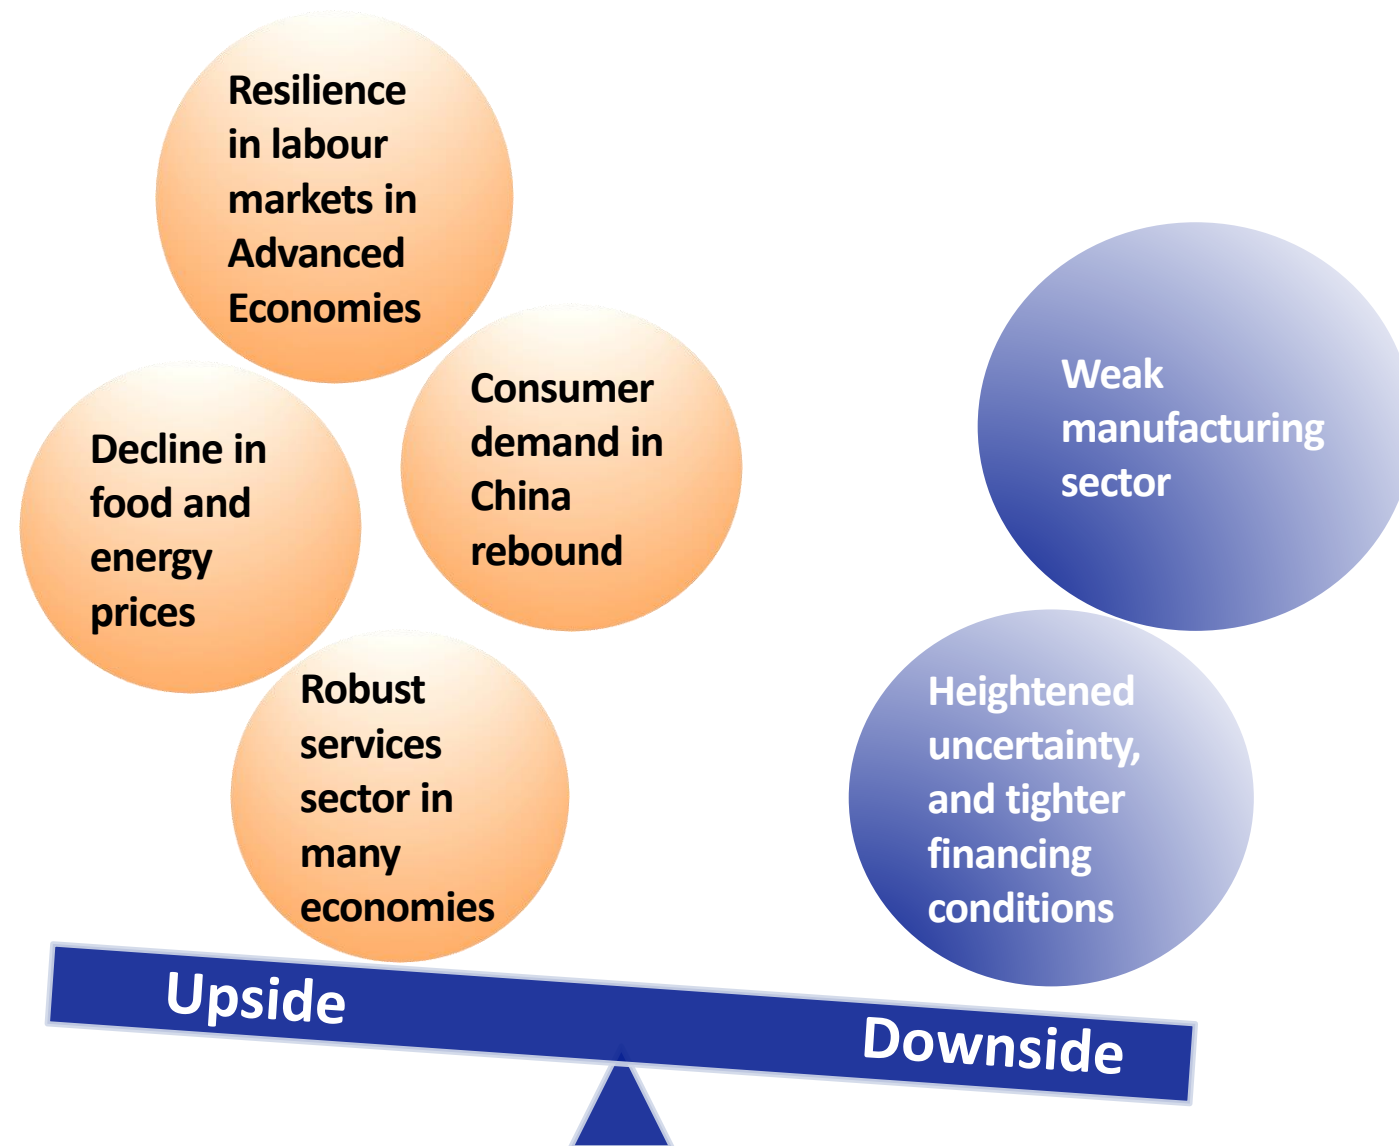 Resilience
in labour
markets in
Advanced
Economies
Consumer
demand in
China
rebound
Decline in
food and
energy
prices
Robust
services
sector in
many
economies
Weak
manufacturing
sector
Heightened
uncertainty,
and tighter
financing
conditions
Upside
Downside